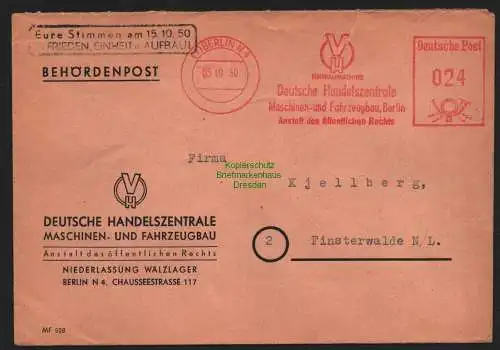 Eure Stimmen am 15.10.50
FRIEDEN, EINHEIT u. AUFBAU!
BEHÖRDENPOST
BERLIN N 4
05.10.50
VH
Deutsche Handelszentrale
Maschinen-und Fahrzeugbau, Berlin
Anstalt des öffentlichen Rechts
Deutsche Post
024
Firma
Kopierschutz
Briefmarkenhaus
Dresden
Kjellberg,
2
Finsterwalde N/L.
VH
DEUTSCHE HANDELSZENTRALE
MASCHINEN- UND FAHRZEUGBAU
Anstalt des öffentlichen Rechts
NIEDERLASSUNG WÄLZLAGER
BERLIN N 4, CHAUSSEESTRASSE 117